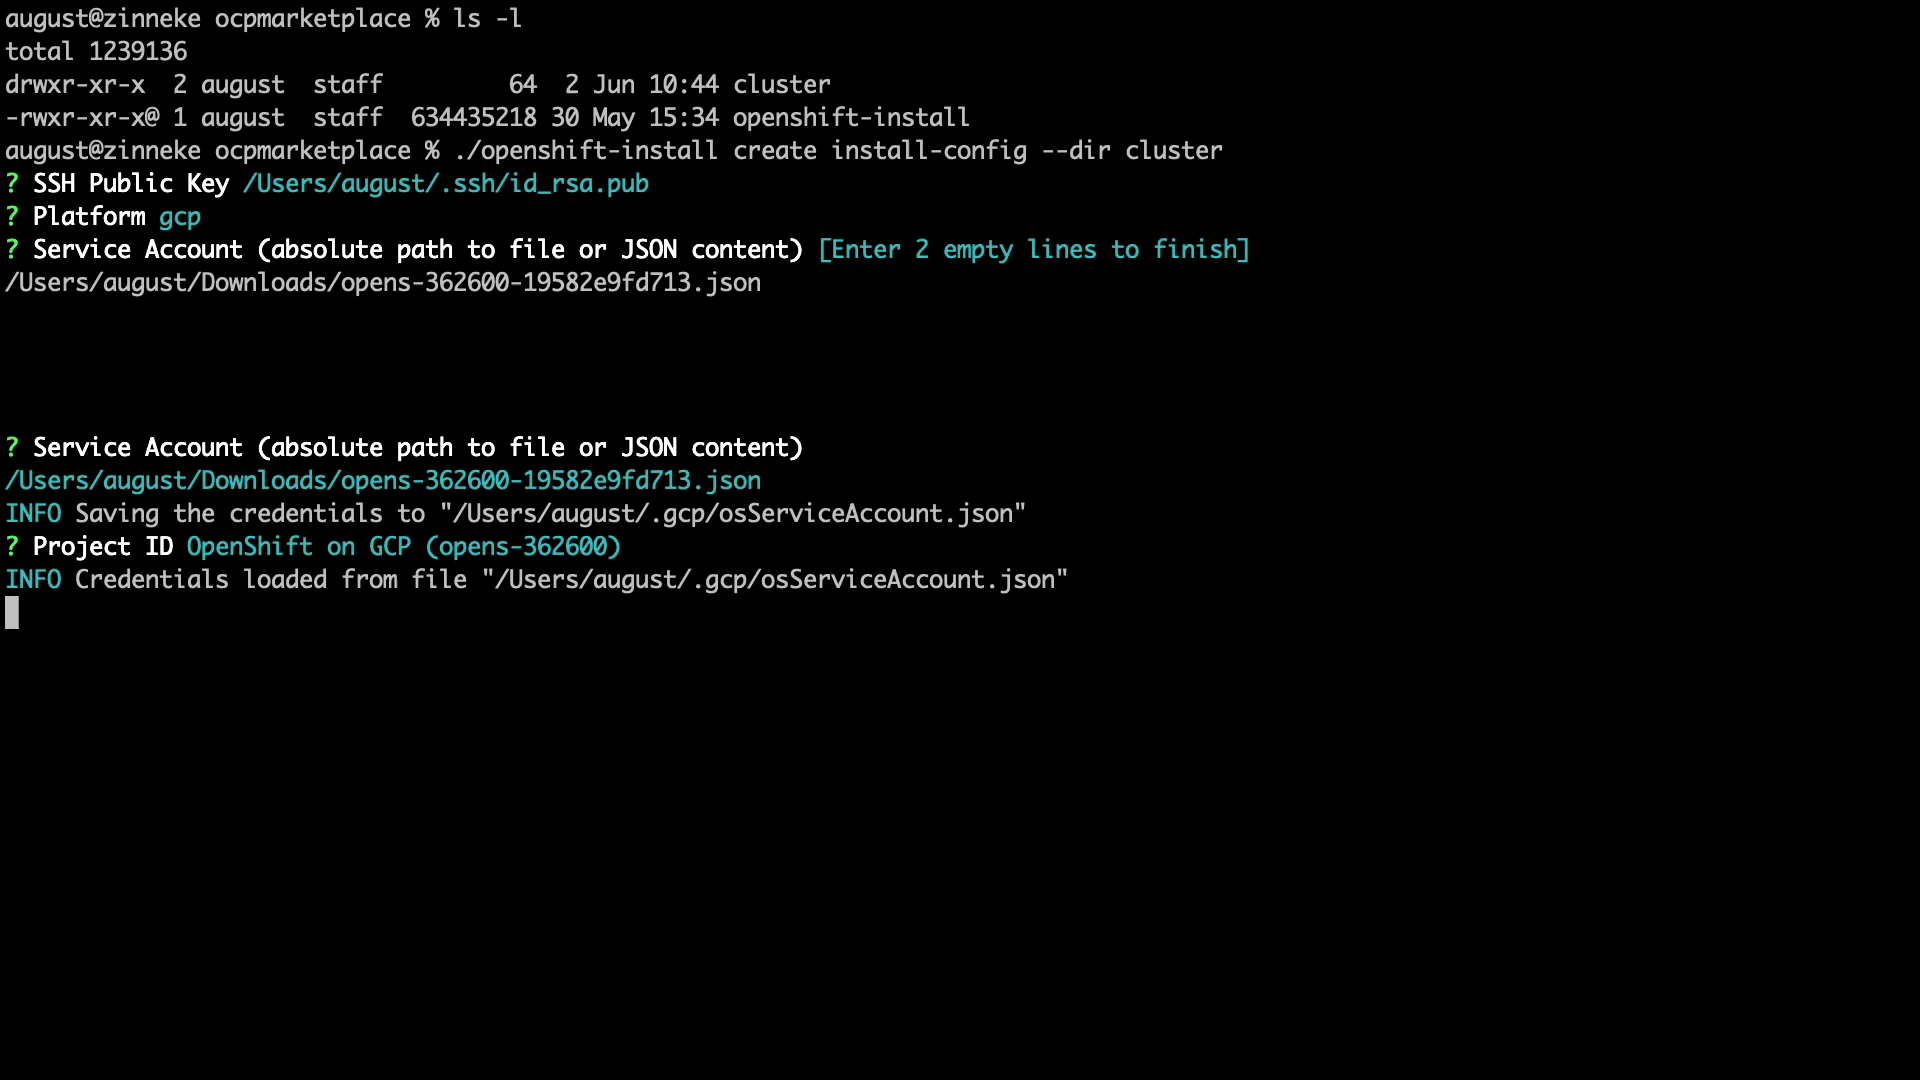 august@zinneke ocpmarketplace % ls -l
total 1239136
drwxr-xr-x  2 august  staff         64  2 Jun 10:44 cluster
-rwxr-xr-x@ 1 august  staff  634435218 30 May 15:34 openshift-install
august@zinneke ocpmarketplace % ./openshift-install create install-config --dir cluster
? SSH Public Key /Users/august/.ssh/id_rsa.pub
? Platform gcp
? Service Account (absolute path to file or JSON content) [Enter 2 empty lines to finish]
/Users/august/Downloads/opens-362600-19582e9fd713.json
? Service Account (absolute path to file or JSON content)
/Users/august/Downloads/opens-362600-19582e9fd713.json
INFO Saving the credentials to "/Users/august/.gcp/osServiceAccount.json"
? Project ID OpenShift on GCP (opens-362600)
INFO Credentials loaded from file "/Users/august/.gcp/osServiceAccount.json"